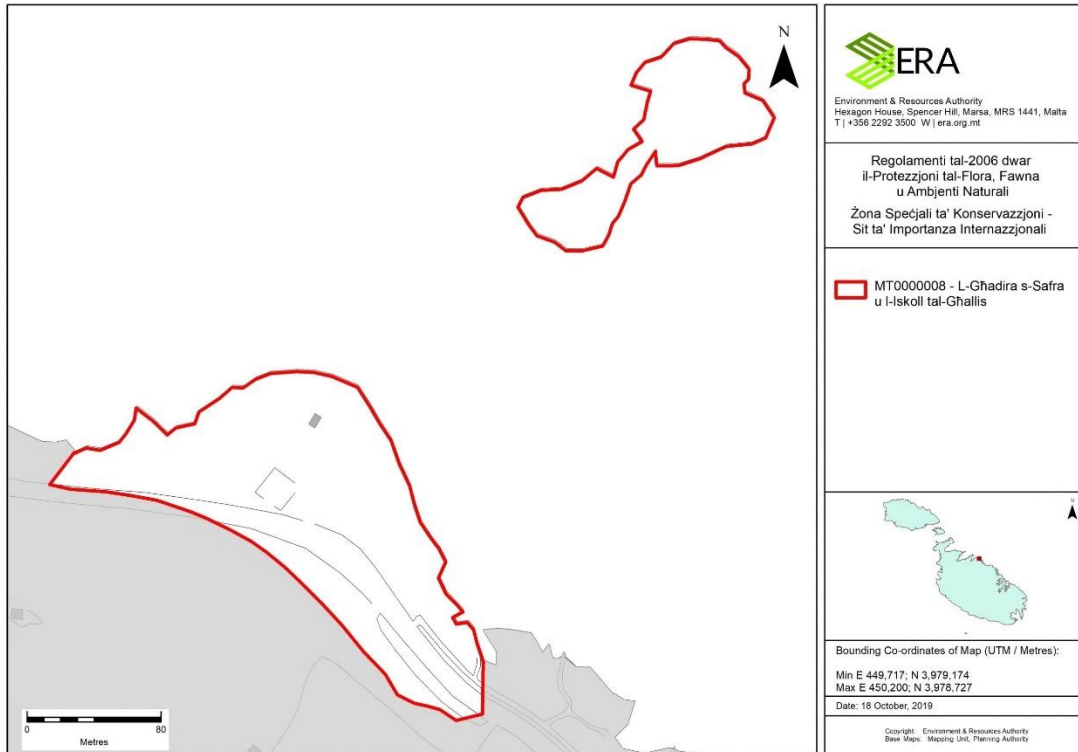 N
0
80
Metres
ERA
Environment & Resources Authority
Hexagon House, Spencer Hill, Marsa, MRS 1441, Malta
T | +356 2292 3500 W | era.org.mt
Regolamenti tal-2006 dwar
il-Protezzjoni tal-Flora, Fawna
u Ambjenti Naturali
Żona Speċjali ta' Konservazzjoni -
Sit ta' Importanza Internazzjonali
MT0000008 - L-Għadira s-Safra
u l-Iskoll tal-Għallis
N
Bounding Co-ordinates of Map (UTM / Metres):
Min E 449,717; N 3,979,174
Max E 450,200; N 3,978,727
Date: 18 October, 2019
Copyright: Environment & Resources Authority
Base Maps: Mapping Unit, Planning Authority